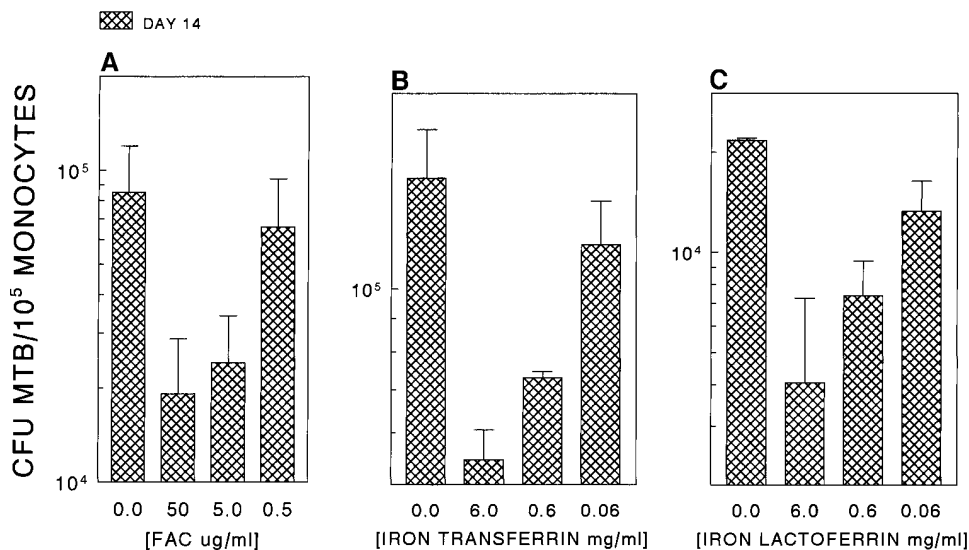 DAY 14
A
B
C
CFU MTB/10⁵ MONOCYTES
10⁵
10⁴
0.0 50 5.0 0.5
[FAC ug/ml]
10⁵
0.0 6.0 0.6 0.06
[IRON TRANSFERRIN mg/ml]
10⁴
0.0 6.0 0.6 0.06
[IRON LACTOFERRIN mg/ml]